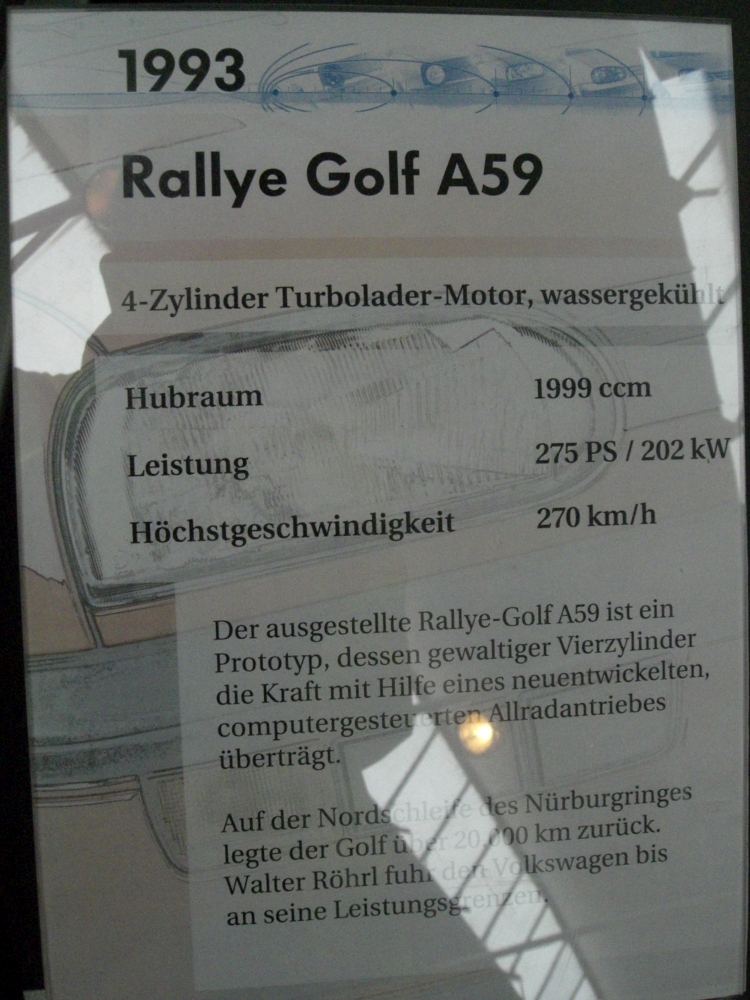 1993
Rallye Golf A59
4-Zylinder Turbolader-Motor, wassergekühlt
Hubraum 1999 ccm
Leistung 275 PS / 202 kW
Höchstgeschwindigkeit 270 km/h
Der ausgestellte Rallye-Golf A59 ist ein
Prototyp, dessen gewaltiger Vierzylinder
die Kraft mit Hilfe eines neuentwickelten,
computergesteuerten Allradantriebes
überträgt.
Auf der Nordschleife des Nürburgringes
legte der Golf über 20.000 km zurück.
Walter Röhrl fuhr den Volkswagen bis
an seine Leistungsgrenzen.